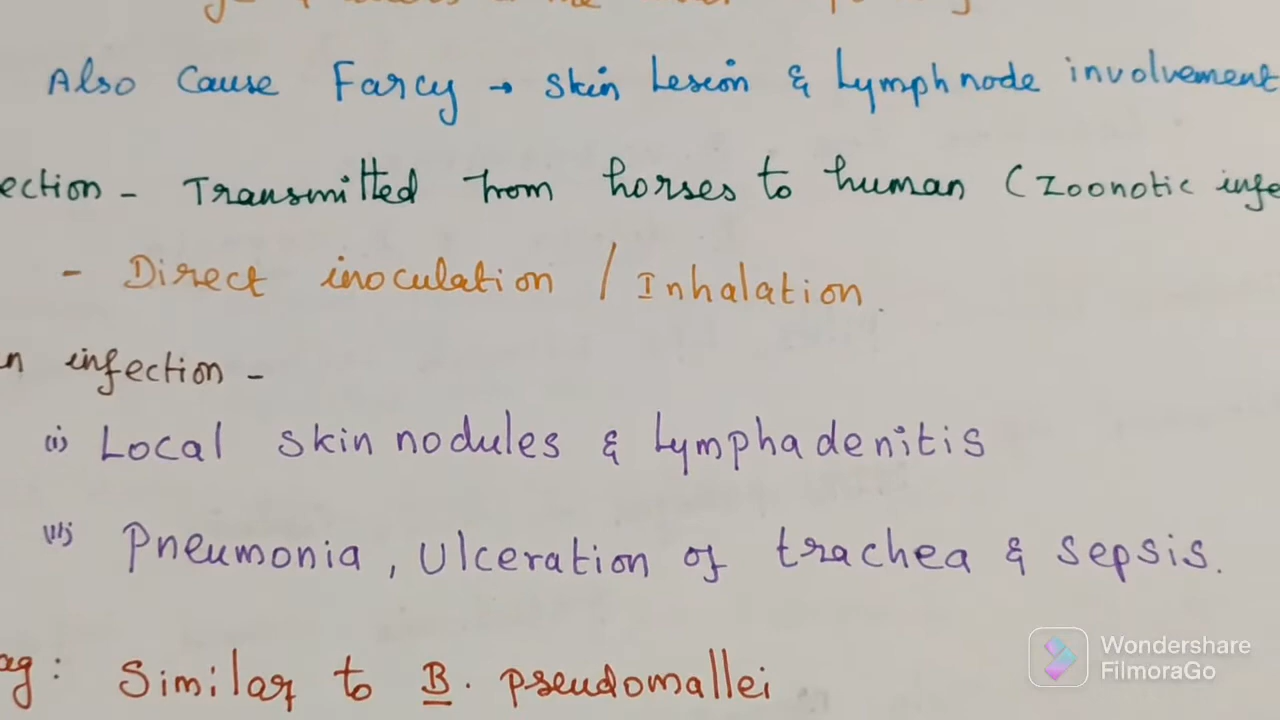 Also Cause Farcy → Skin Lesion & Lymphnode involvement
ection - Transmitted from horses to human (Zoonotic infe
- Direct inoculation / Inhalation.
n infection -
(i) Local skin nodules & Lymphadenitis
(ii) Pneumonia, Ulceration of trachea & sepsis.
ag: Similar to B. pseudomallei
Wondershare
FilmoraGo